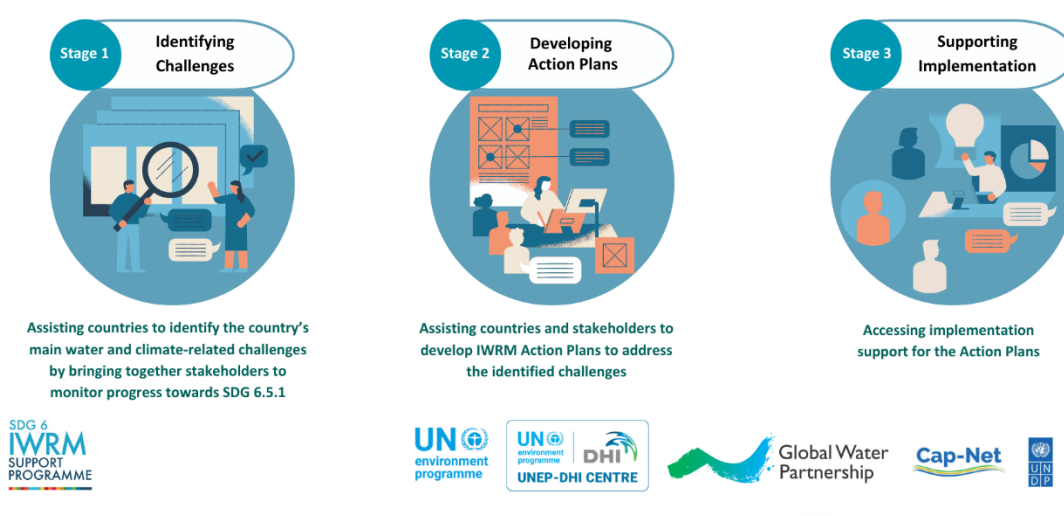 Stage 1
Identifying
Challenges
Stage 2
Developing
Action Plans
Stage 3
Supporting
Implementation
Assisting countries to identify the country's
main water and climate-related challenges
by bringing together stakeholders to
monitor progress towards SDG 6.5.1
Assisting countries and stakeholders to
develop IWRM Action Plans to address
the identified challenges
Accessing implementation
support for the Action Plans
SDG 6
IWRM
SUPPORT
PROGRAMME
UN
environment
programme
UN
environment
programme
DHI
UNEP-DHI CENTRE
Global Water
Partnership
Cap-Net
U N
D P